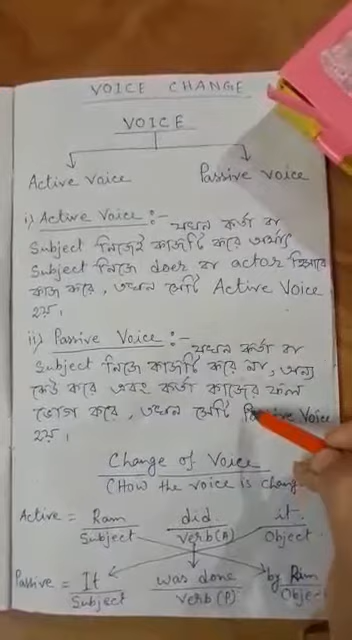 VOICE CHANGE
VOICE
Active Voice Passive Voice
i) Active Voice :- যখন কর্তা বা
Subject নিজেই কাজটি করে অর্থাৎ
Subject নিজে doer বা actor হিসাবে
কাজ করে, তখন সেটি Active Voice
হয়।
ii) Passive Voice :- যখন কর্তা বা
Subject নিজে কাজটি করে না, অন্য
কেউ করে এবং কর্তা কাজের ফল
ভোগ করে, তখন সেটি Passive Voice
হয়।
Change of Voice
(How the voice is chang
Active = Ram did it.
Subject Verb(A) Object
Passive = It was done by Ram
Subject Verb(P) Objec